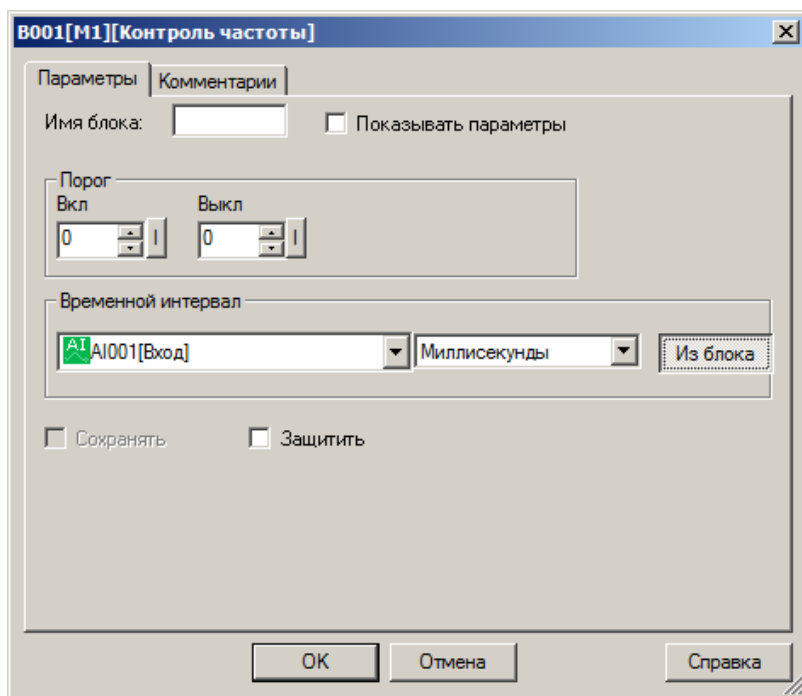 B001[M1][Контроль частоты]
Параметры Комментарии
Имя блока: Показывать параметры
Порог
Вкл Выкл
0 I 0 I
Временной интервал
AI AI001[Вход] Миллисекунды Из блока
Сохранять Защитить
OK Отмена Справка